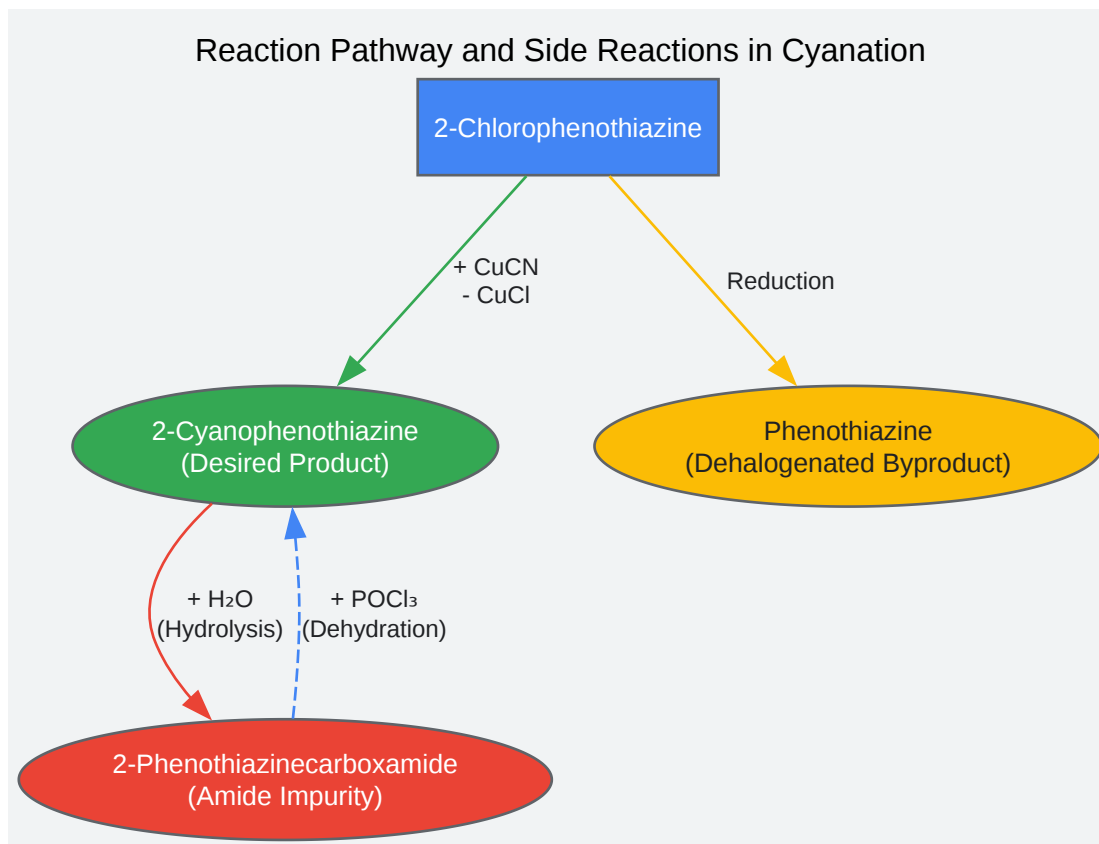 Reaction Pathway and Side Reactions in Cyanation
2-Chlorophenothiazine
+ CuCN
- CuCl
Reduction
2-Cyanophenothiazine
(Desired Product)
Phenothiazine
(Dehalogenated Byproduct)
+ H₂O
(Hydrolysis)
+ POCl₃
(Dehydration)
2-Phenothiazinecarboxamide
(Amide Impurity)